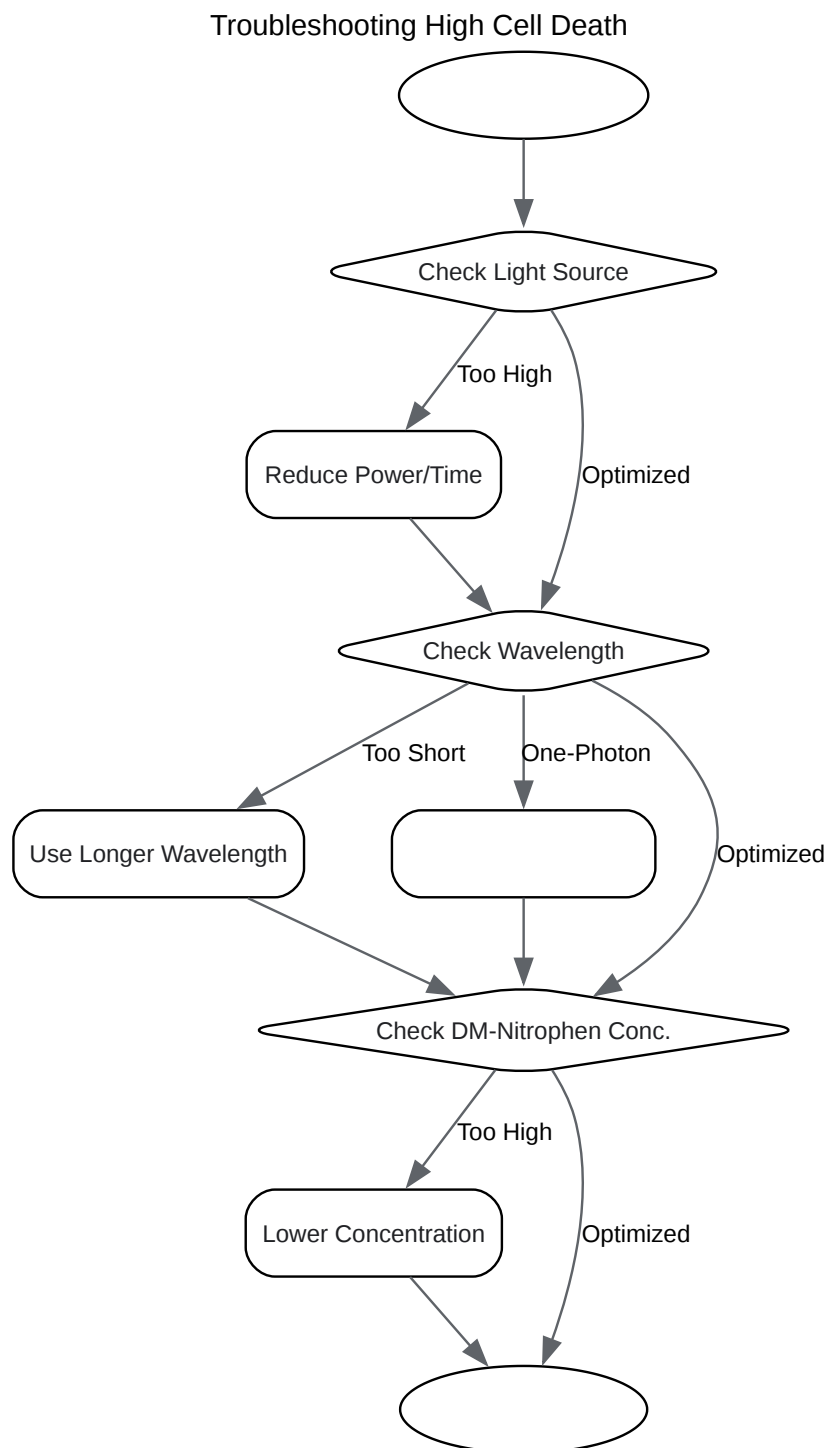 Troubleshooting High Cell Death
Check Light Source
Too High
Reduce Power/Time
Optimized
Check Wavelength
Too Short
One-Photon
Use Longer Wavelength
Optimized
Check DM-Nitrophen Conc.
Too High
Lower Concentration
Optimized